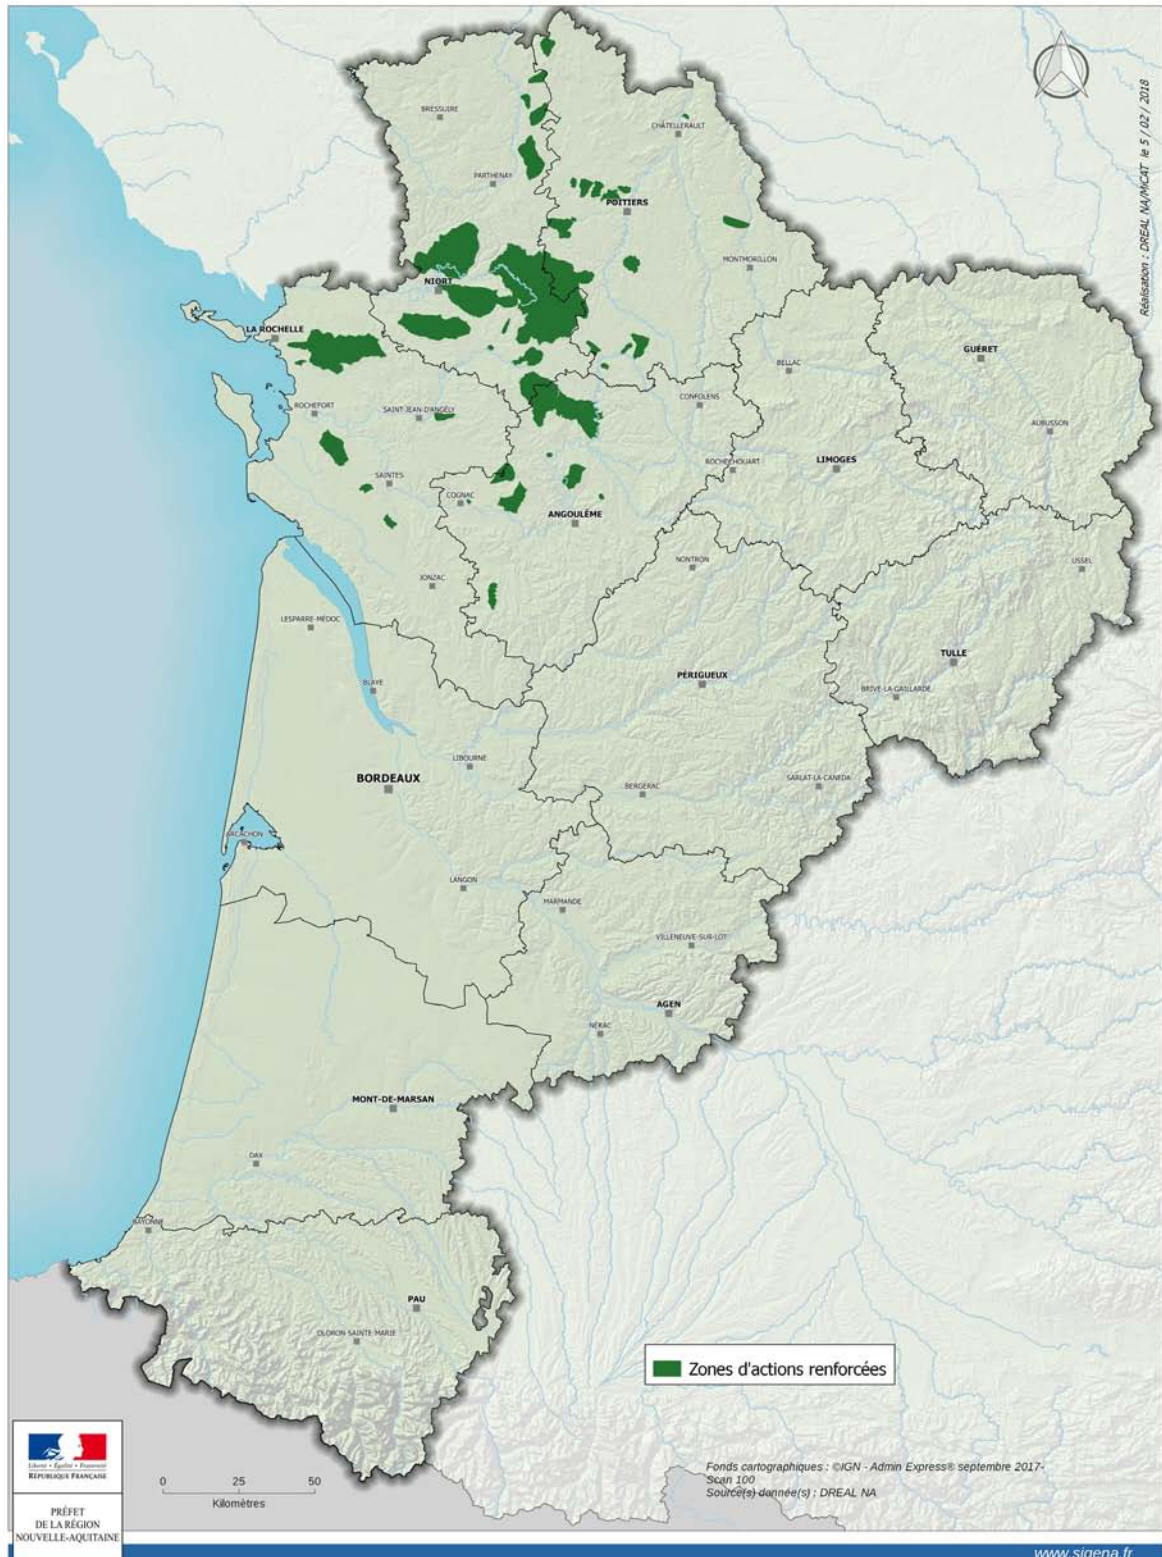 BRESSUIRE
CHÂTELLERAULT
PARTHENAY
POITIERS
MONTMORILLON
NIORT
LA ROCHELLE
GUÉRET
BELLAC
ROCHEFORT
SAINT-JEAN-D'ANGÉLY
CONFOLENS
AUBUSSON
SAINTES
ROCHECHOUART
LIMOGES
COGNAC
ANGOULÊME
NONTRON
USSEL
JONZAC
LESPARRE-MÉDOC
TULLE
PÉRIGUEUX
BLAYE
BRIVE-LA-GAILLARDE
LIBOURNE
BORDEAUX
BERGERAC
SARLAT-LA-CANÉDA
ARCACHON
LANGON
MARMANDE
VILLENEUVE-SUR-LOT
AGEN
NÉRAC
MONT-DE-MARSAN
DAX
BAYONNE
PAU
OLORON-SAINTE-MARIE
Réalisation : DREAL NA/MiCAT le 5 / 02 / 2018
Zones d'actions renforcées
Liberté • Égalité • Fraternité
RÉPUBLIQUE FRANÇAISE
PRÉFET
DE LA RÉGION
NOUVELLE-AQUITAINE
0 25 50
Kilomètres
Fonds cartographiques : ©IGN - Admin Express® septembre 2017-
Scan 100
Source(s) donnée(s) : DREAL NA
www.sigena.fr